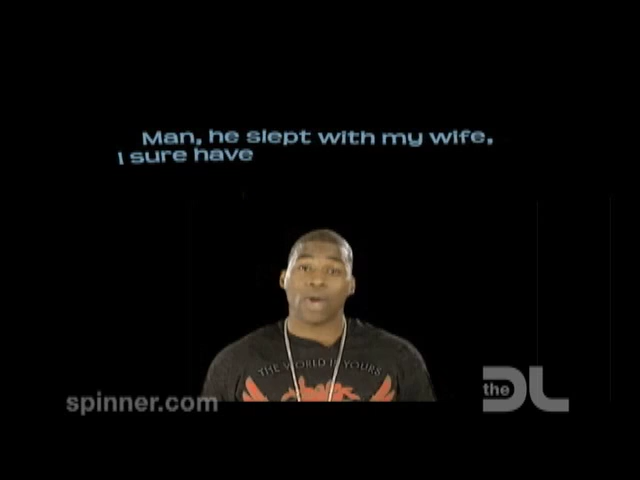 Man, he slept with my wife,
I sure have
THE WORLD IS YOURS
spinner.com
the DL